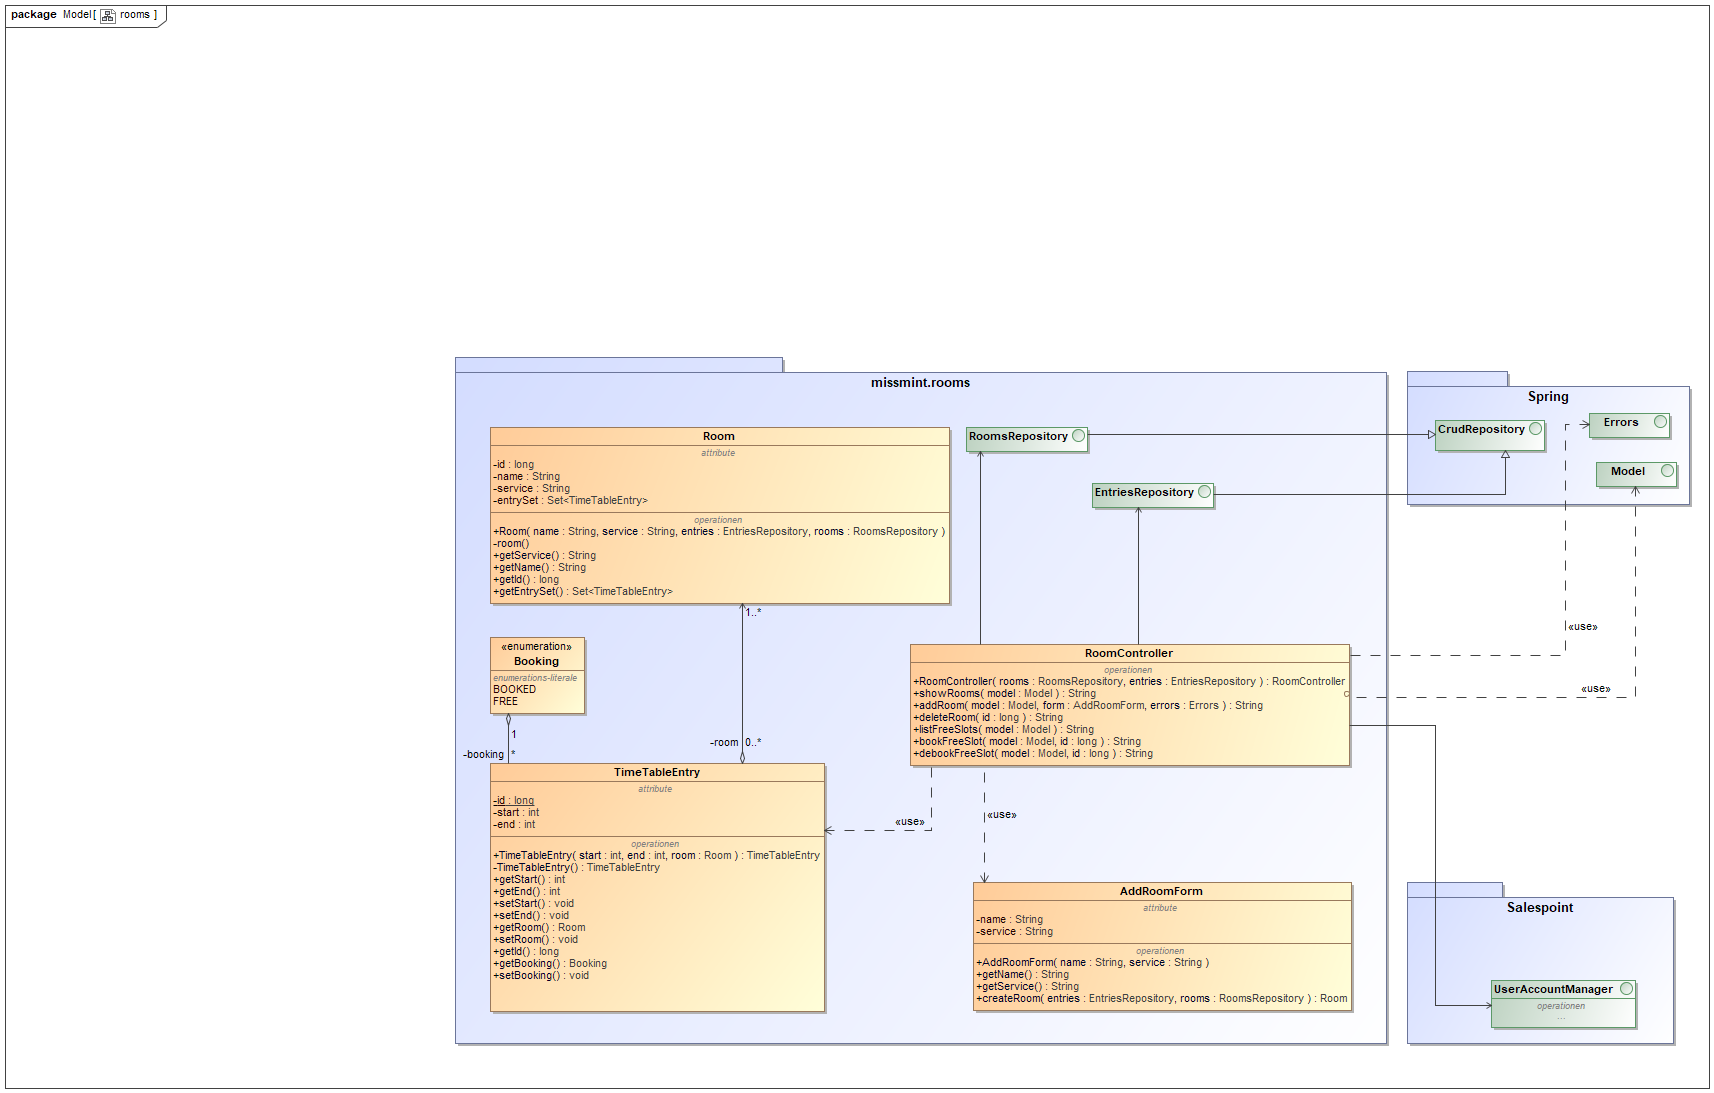 package Model[ rooms ]
missmint.rooms
Room
attribute
-id : long
-name : String
-service : String
-entrySet : Set<TimeTableEntry>
operationen
+Room( name : String, service : String, entries : EntriesRepository, rooms : RoomsRepository )
-room()
+getService() : String
+getName() : String
+getId() : long
+getEntrySet() : Set<TimeTableEntry>
RoomsRepository
EntriesRepository
Spring
CrudRepository
Errors
Model
1..*
«enumeration»
Booking
enumerations-literale
BOOKED
FREE
1
-booking
*
-room
0..*
RoomController
operationen
+RoomController( rooms : RoomsRepository, entries : EntriesRepository ) : RoomController
+showRooms( model : Model ) : String
+addRoom( model : Model, form : AddRoomForm, errors : Errors ) : String
+deleteRoom( id : long ) : String
+listFreeSlots( model : Model ) : String
+bookFreeSlot( model : Model, id : long ) : String
+debookFreeSlot( model : Model, id : long ) : String
«use»
«use»
«use»
«use»
TimeTableEntry
attribute
-id : long
-start : int
-end : int
operationen
+TimeTableEntry( start : int, end : int, room : Room ) : TimeTableEntry
-TimeTableEntry() : TimeTableEntry
+getStart() : int
+getEnd() : int
+setStart() : void
+setEnd() : void
+getRoom() : Room
+setRoom() : void
+getId() : long
+getBooking() : Booking
+setBooking() : void
AddRoomForm
attribute
-name : String
-service : String
operationen
+AddRoomForm( name : String, service : String )
+getName() : String
+getService() : String
+createRoom( entries : EntriesRepository, rooms : RoomsRepository ) : Room
Salespoint
UserAccountManager
operationen
...